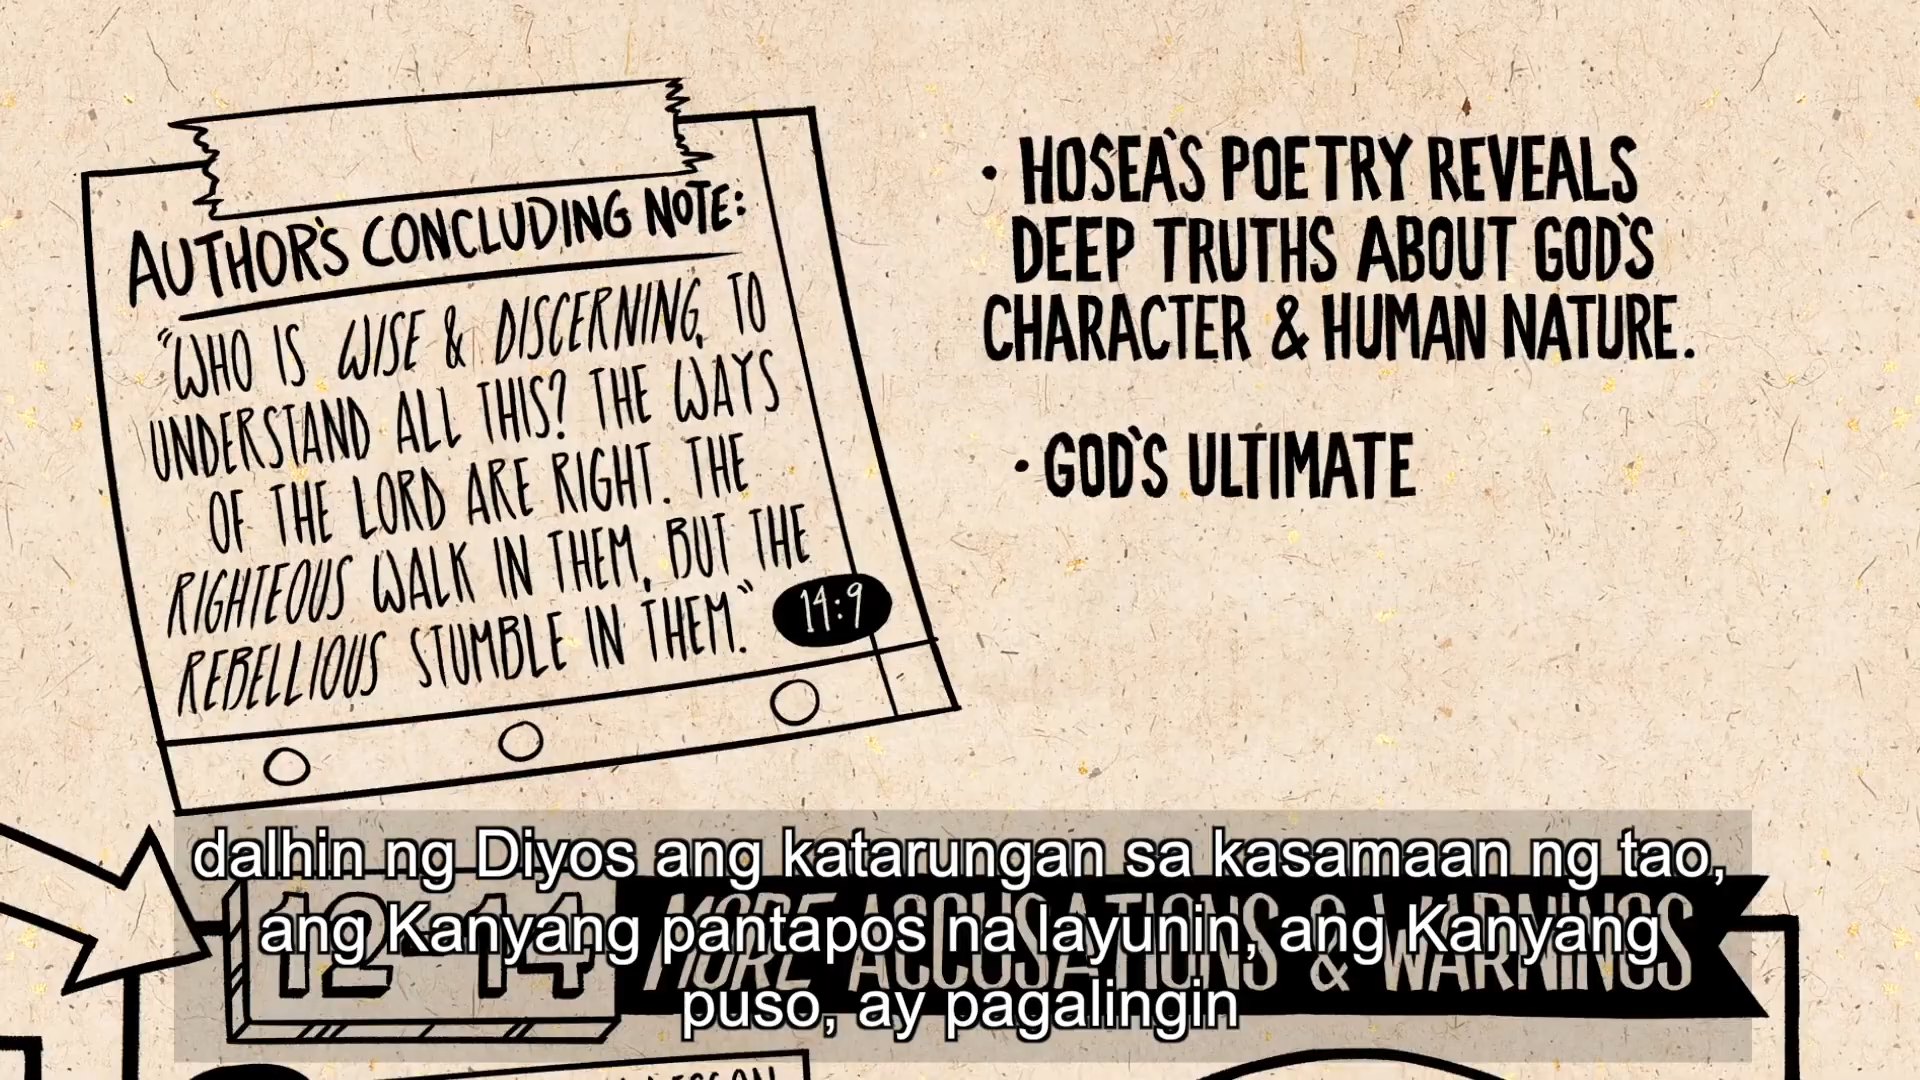 AUTHOR'S CONCLUDING NOTE:
"WHO IS WISE & DISCERNING, TO
UNDERSTAND ALL THIS? THE WAYS
OF THE LORD ARE RIGHT. THE
RIGHTEOUS WALK IN THEM, BUT THE
REBELLIOUS STUMBLE IN THEM."
14:9
• HOSEA'S POETRY REVEALS
DEEP TRUTHS ABOUT GOD'S
CHARACTER & HUMAN NATURE.
• GOD'S ULTIMATE
dalhin ng Diyos ang katarungan sa kasamaan ng tao,
ang Kanyang pantapos na layunin, ang Kanyang
puso, ay pagalingin
12-14 MORE ACCUSATIONS & WARNINGS